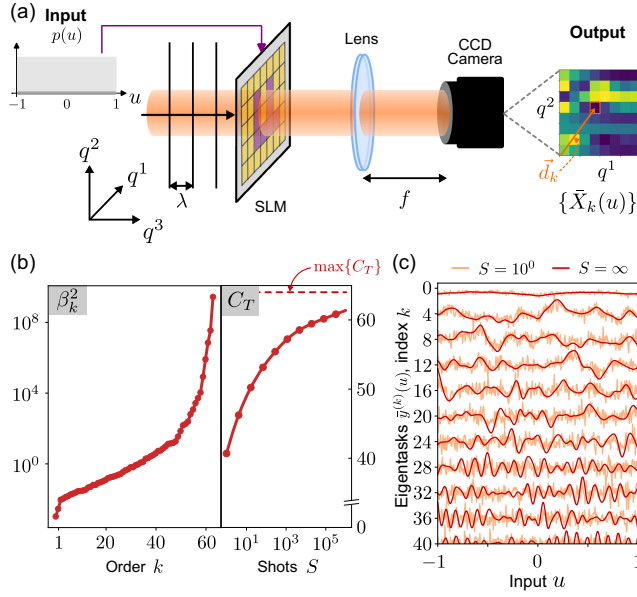 (a)
Input
p(u)
−1
0
1
u
λ
q²
q¹
q³
SLM
Lens
f
CCD
Camera
Output
q²
q¹
d⃗ₖ
{X̄ₖ(u)}
(b)
βₖ²
10⁸
10⁴
10⁰
1
20
40
60
Order k
C_T
max{C_T}
60
50
40
0
10⁰
10³
10⁶
Shots S
(c)
S = 10⁰
S = ∞
Eigentasks ȳ⁽ᵏ⁾(u), index k
0
4
8
12
16
20
24
28
32
36
40
−1
0
1
Input u